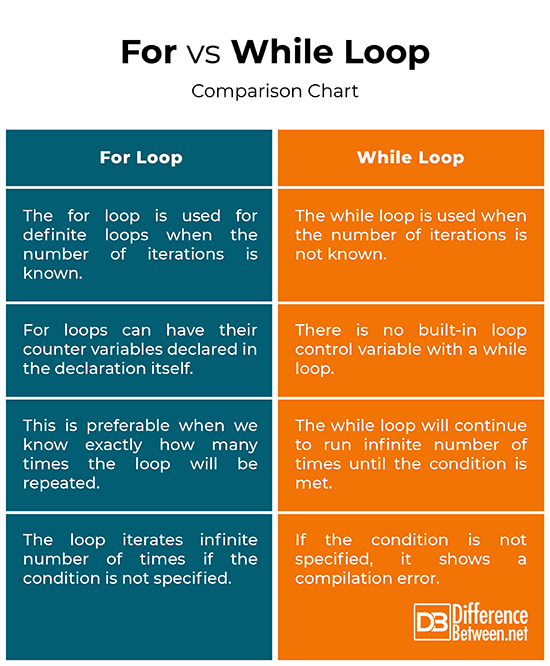 For vs While Loop
Comparison Chart
For Loop
While Loop
The for loop is used for
definite loops when the
number of iterations is
known.
The while loop is used when
the number of iterations is
not known.
For loops can have their
counter variables declared in
the declaration itself.
There is no built-in loop
control variable with a while
loop.
This is preferable when we
know exactly how many
times the loop will be
repeated.
The while loop will continue
to run infinite number of
times until the condition is
met.
The loop iterates infinite
number of times if the
condition is not specified.
If the condition is not
specified, it shows a
compilation error.
DB Difference
Between.net